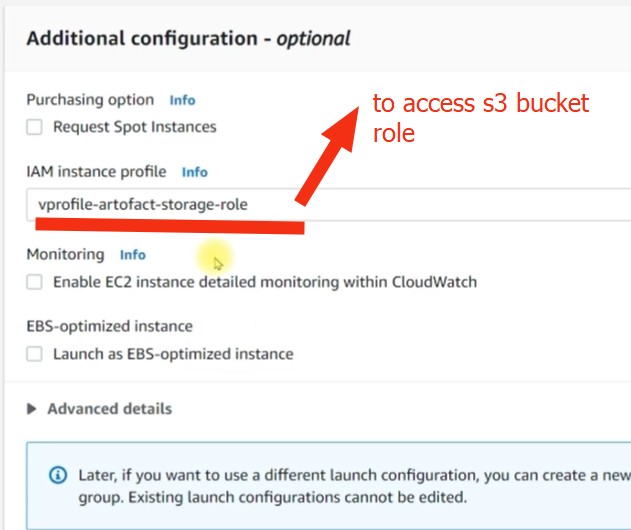 Additional configuration - optional
Purchasing option Info
Request Spot Instances
to access s3 bucket
role
IAM instance profile Info
vprofile-artofact-storage-role
Monitoring Info
Enable EC2 instance detailed monitoring within CloudWatch
EBS-optimized instance
Launch as EBS-optimized instance
Advanced details
Later, if you want to use a different launch configuration, you can create a new
group. Existing launch configurations cannot be edited.